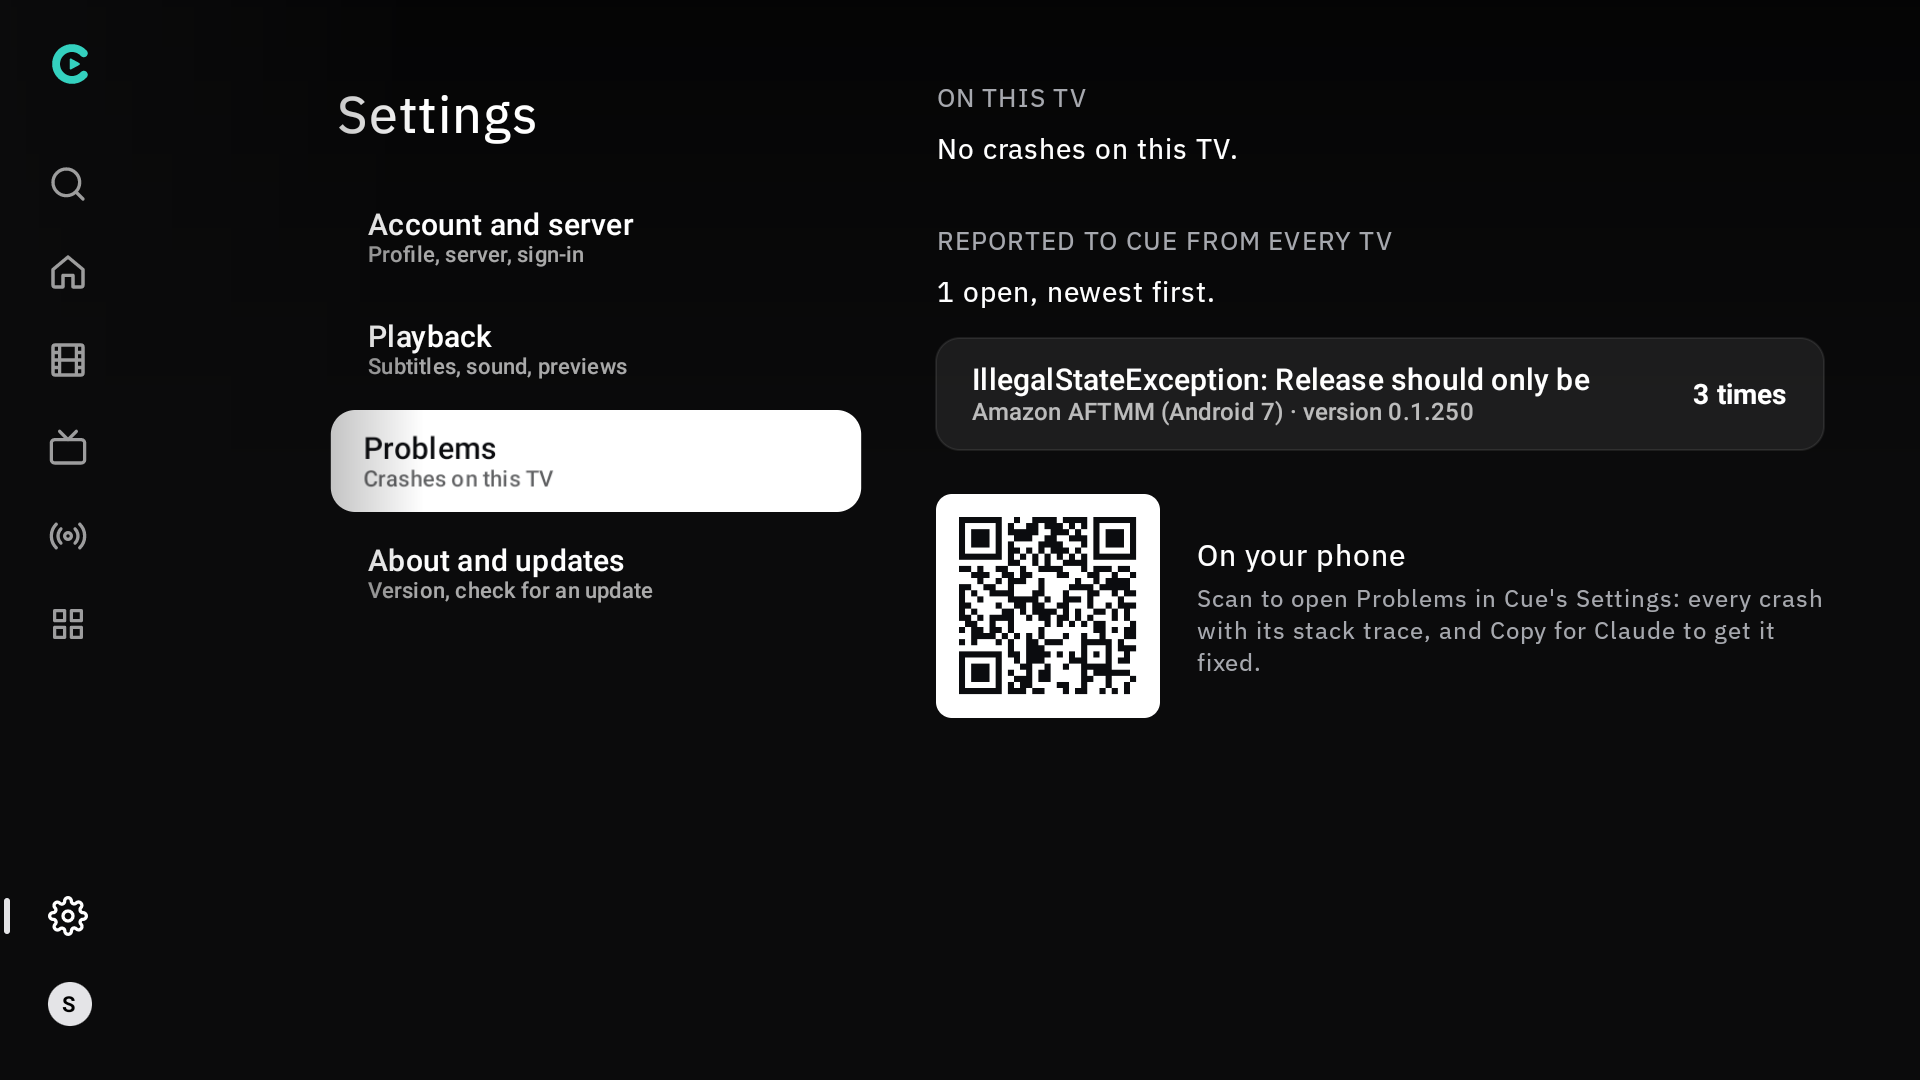 Settings
Account and server
Profile, server, sign-in
Playback
Subtitles, sound, previews
Problems
Crashes on this TV
About and updates
Version, check for an update
S
ON THIS TV
No crashes on this TV.
REPORTED TO CUE FROM EVERY TV
1 open, newest first.
IllegalStateException: Release should only be
Amazon AFTMM (Android 7) · version 0.1.250
3 times
On your phone
Scan to open Problems in Cue's Settings: every crash
with its stack trace, and Copy for Claude to get it
fixed.